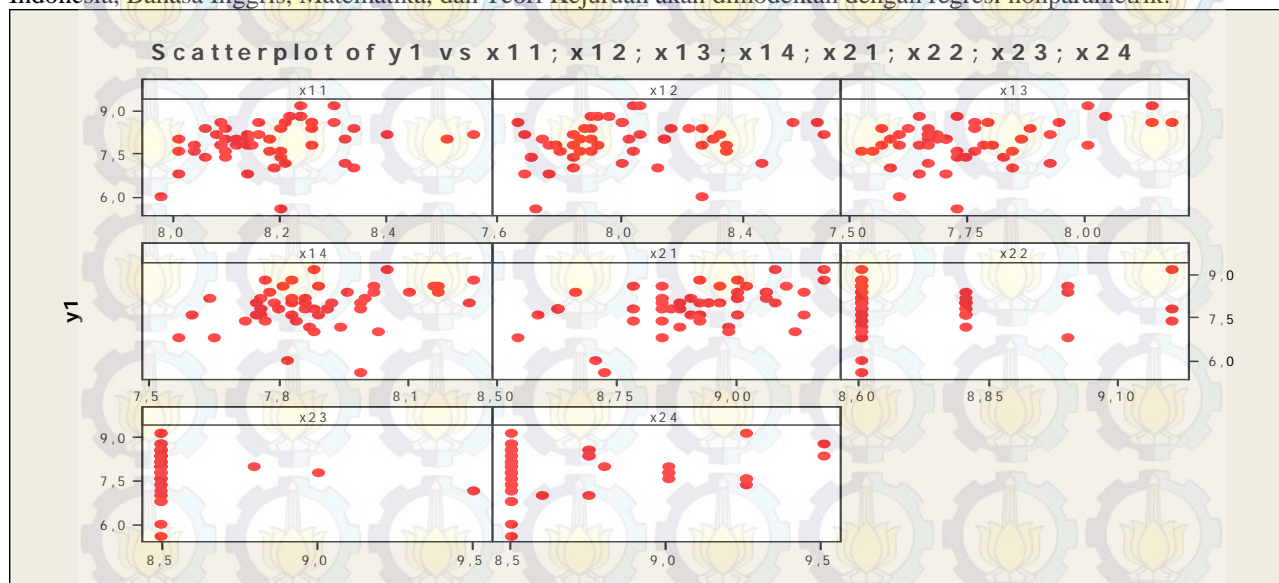 Indonesia, Bahasa Inggris, Matematika, dan Teori Kejuruan akan dimodelkan dengan regresi nonparametrik.
Scatterplot of y1 vs x11; x12; x13; x14; x21; x22; x23; x24
x11 x12 x13
9,0
7,5
6,0
8,0 8,2 8,4 7,6 8,0 8,4 7,50 7,75 8,00
x14 x21 x22
y1
9,0
7,5
6,0
7,5 7,8 8,1 8,50 8,75 9,00 8,60 8,85 9,10
x23 x24
9,0
7,5
6,0
8,5 9,0 9,5 8,5 9,0 9,5